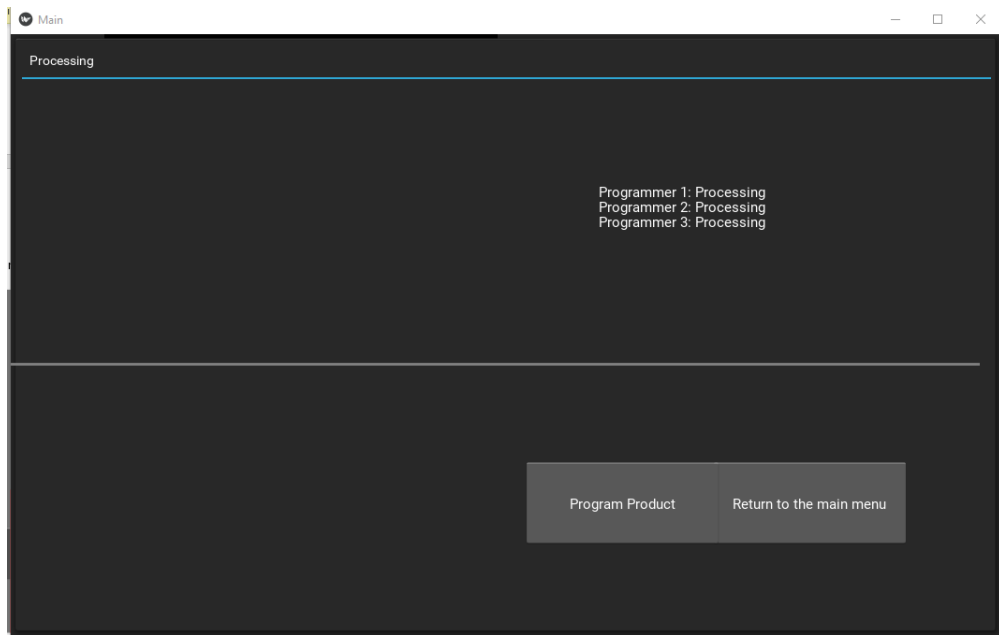 Main
Processing
Programmer 1: Processing
Programmer 2: Processing
Programmer 3: Processing
Program Product
Return to the main menu